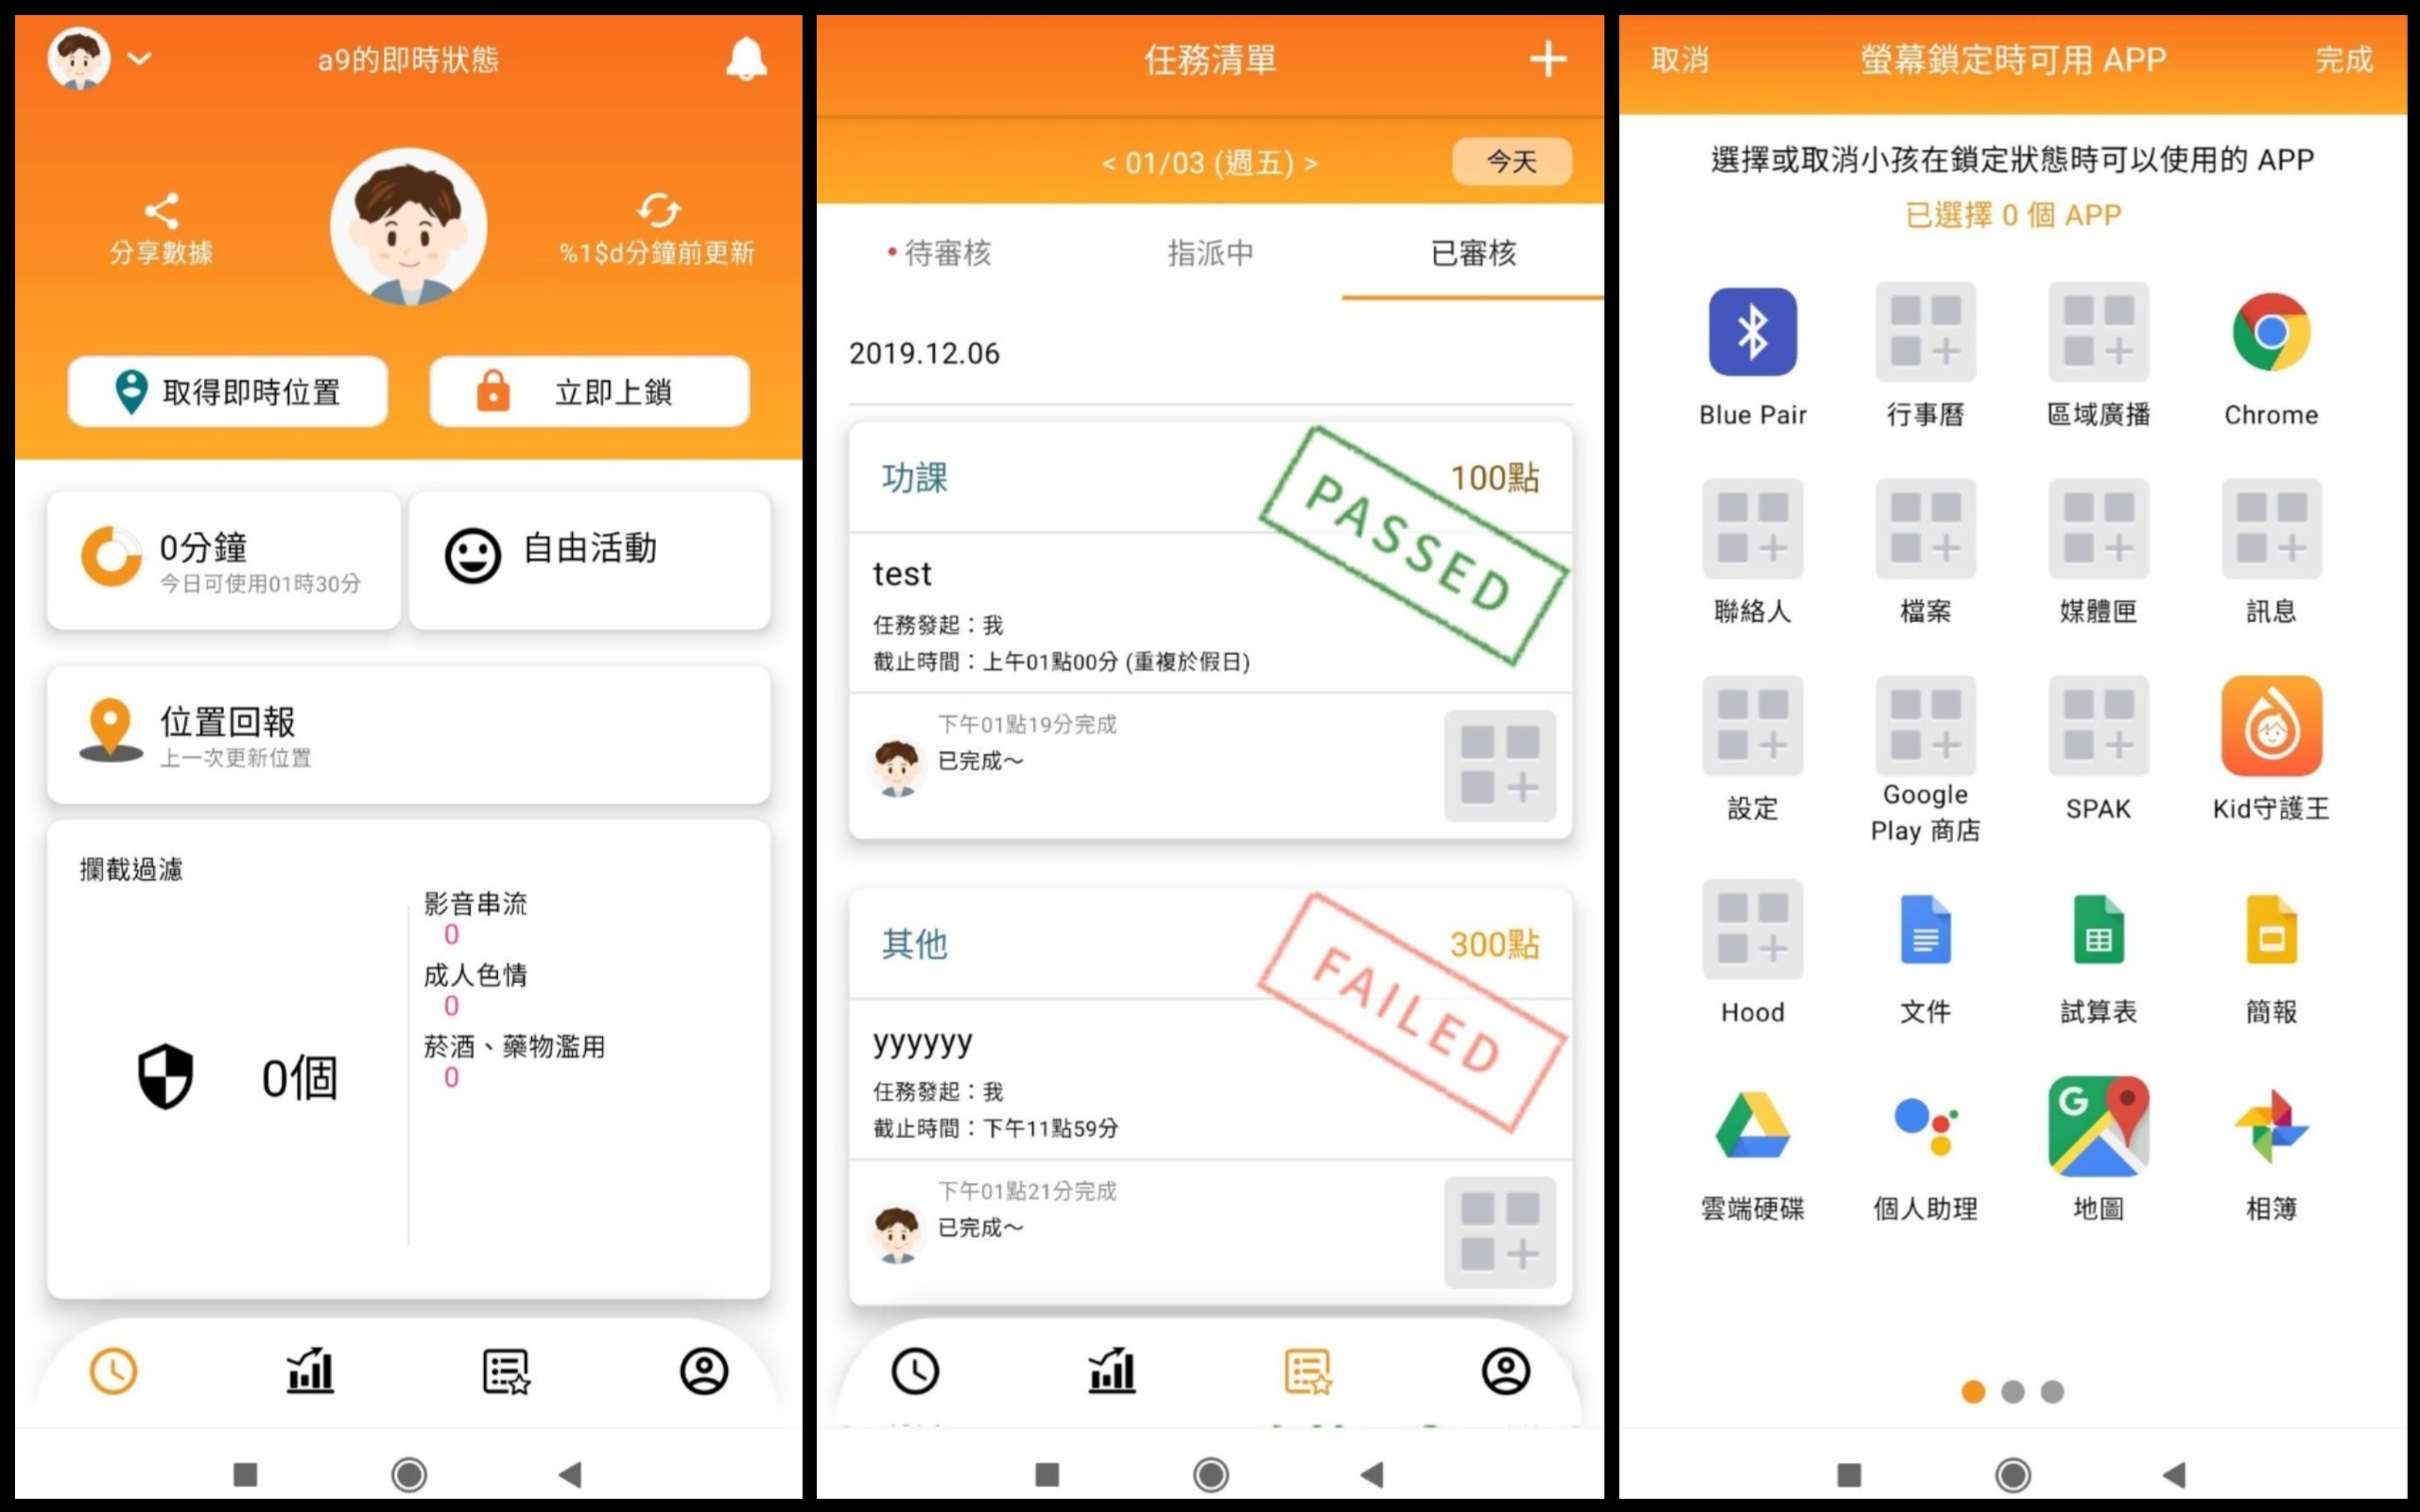 a9的即時狀態
分享數據
%1$d分鐘前更新
取得即時位置
立即上鎖
0分鐘
今日可使用01時30分
自由活動
位置回報
上一次更新位置
攔截過濾
影音串流
0
成人色情
0
菸酒、藥物濫用
0
0個
任務清單
< 01/03 (週五) >
今天
待審核
指派中
已審核
2019.12.06
功課
100點
PASSED
test
任務發起：我
截止時間：上午01點00分 (重複於假日)
下午01點19分完成
已完成～
其他
300點
FAILED
yyyyyy
任務發起：我
截止時間：下午11點59分
下午01點21分完成
已完成～
取消
螢幕鎖定時可用 APP
完成
選擇或取消小孩在鎖定狀態時可以使用的 APP
已選擇 0 個 APP
Blue Pair
行事曆
區域廣播
Chrome
聯絡人
檔案
媒體匣
訊息
設定
Google
Play 商店
SPAK
Kid守護王
Hood
文件
試算表
簡報
G
雲端硬碟
個人助理
地圖
相簿